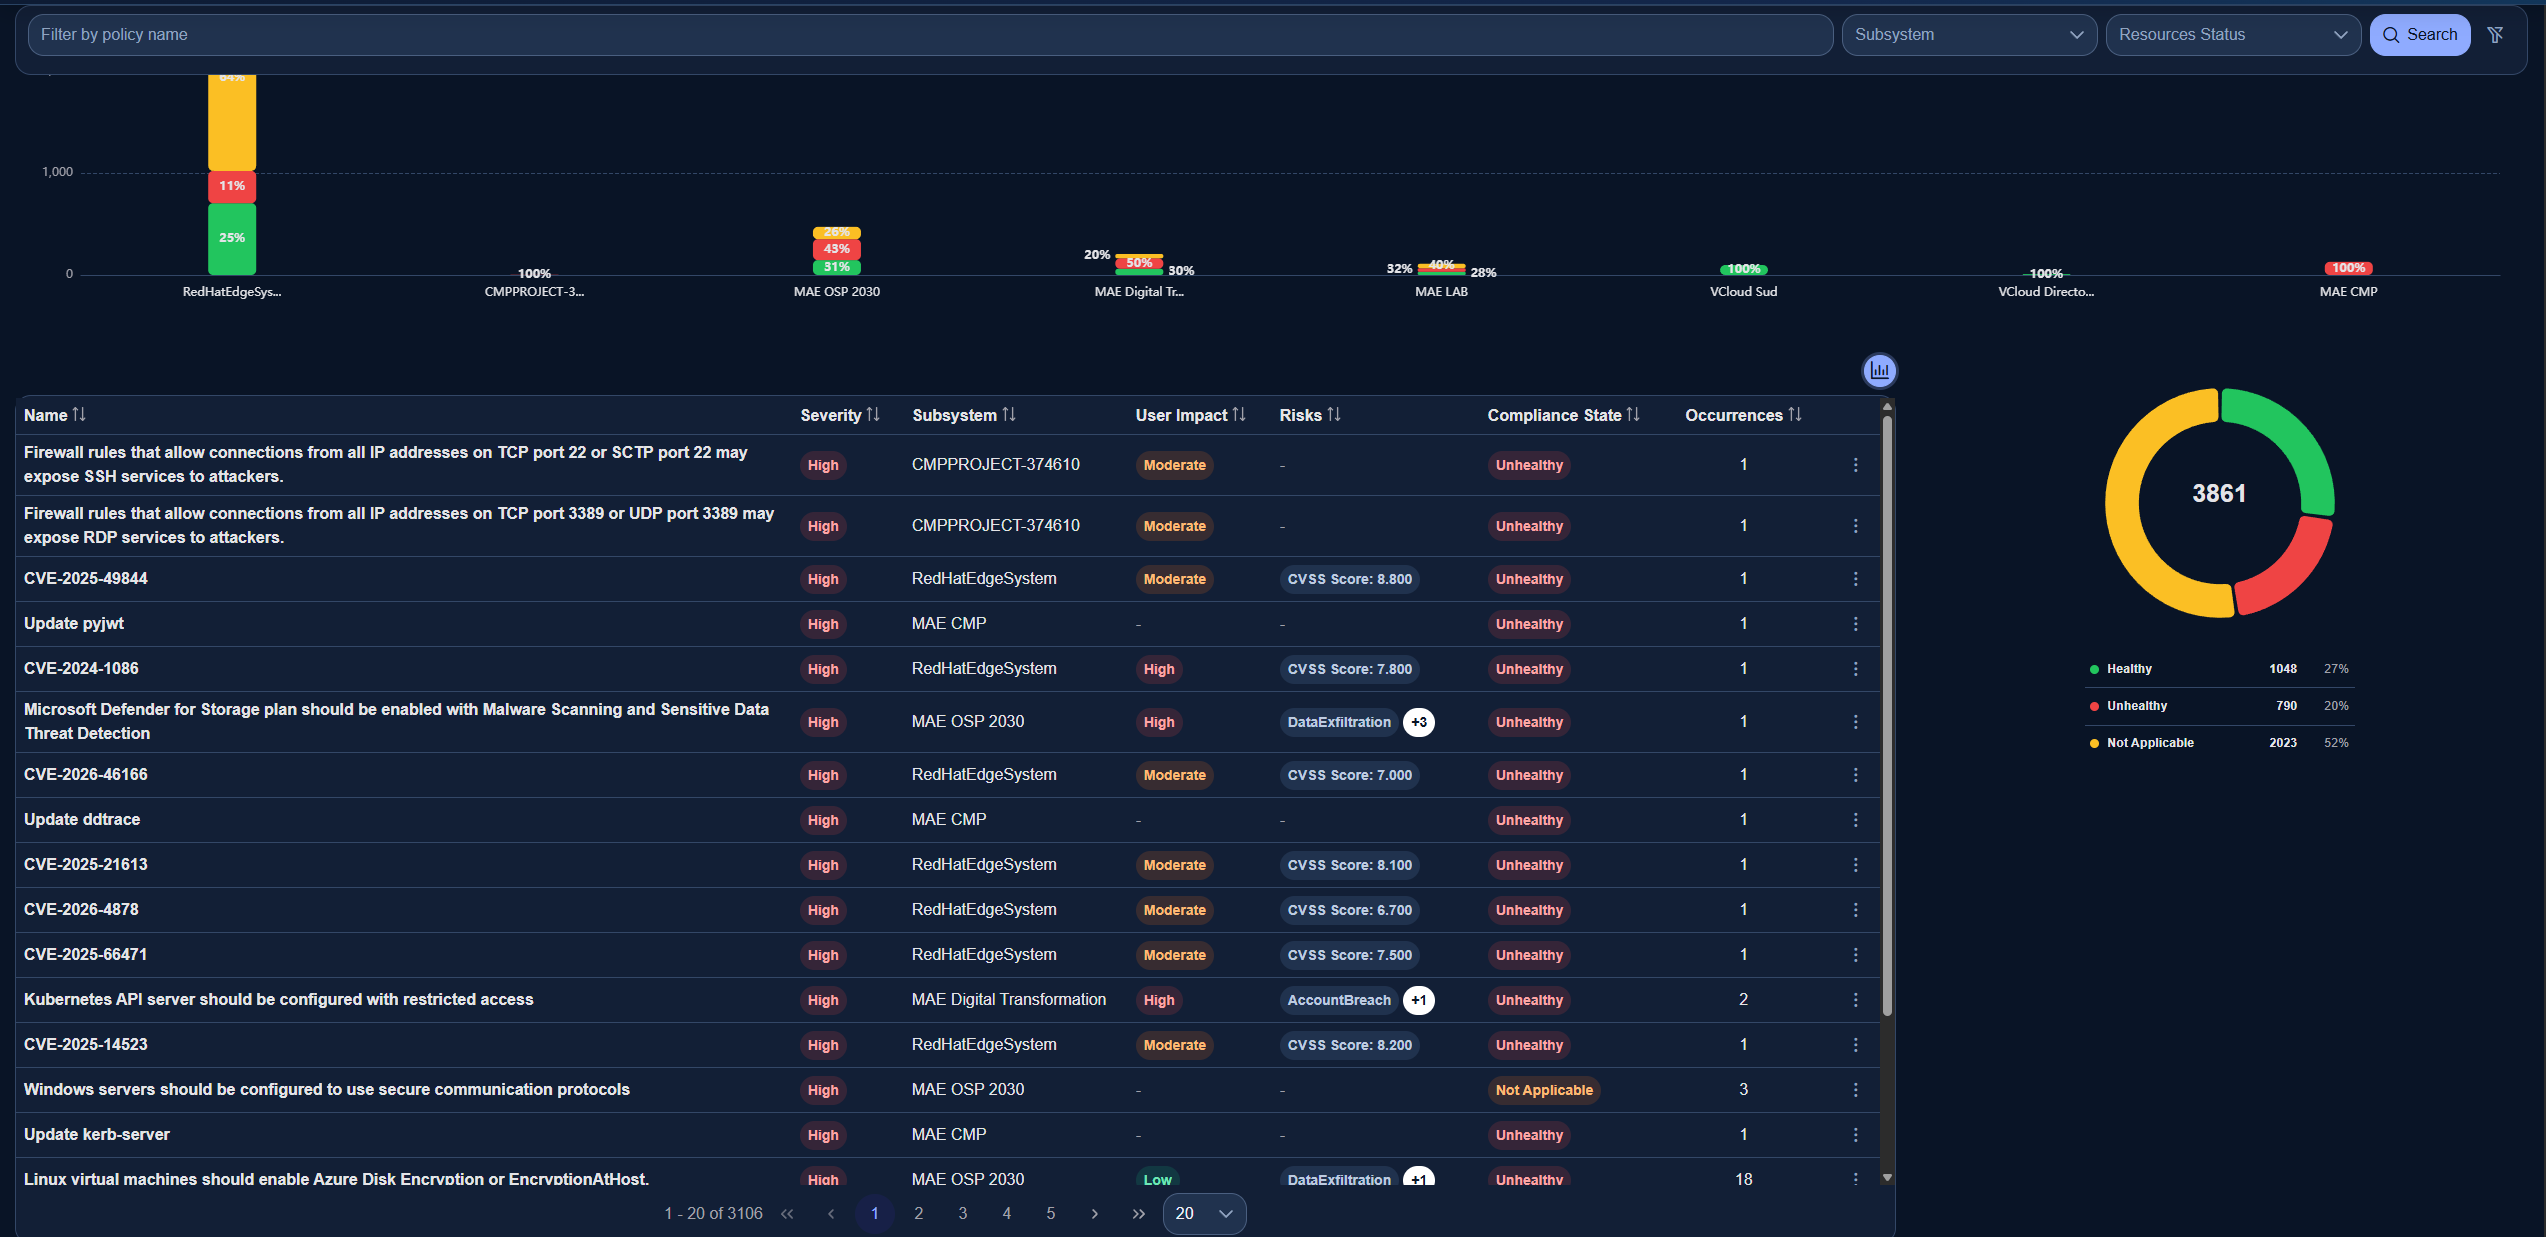 Filter by policy name
Subsystem
Resources Status
Search
64%
1,000
11%
25%
0
100%
26%
43%
31%
20%
50%
30%
32%
40%
28%
100%
100%
100%
RedHatEdgeSys...
CMPPROJECT-3...
MAE OSP 2030
MAE Digital Tr...
MAE LAB
VCloud Sud
VCloud Directo...
MAE CMP
Name Severity Subsystem User Impact Risks Compliance State Occurrences
Firewall rules that allow connections from all IP addresses on TCP port 22 or SCTP port 22 may
expose SSH services to attackers.
High CMPPROJECT-374610 Moderate - Unhealthy 1
Firewall rules that allow connections from all IP addresses on TCP port 3389 or UDP port 3389 may
expose RDP services to attackers.
High CMPPROJECT-374610 Moderate - Unhealthy 1
CVE-2025-49844 High RedHatEdgeSystem Moderate CVSS Score: 8.800 Unhealthy 1
Update pyjwt High MAE CMP - - Unhealthy 1
CVE-2024-1086 High RedHatEdgeSystem High CVSS Score: 7.800 Unhealthy 1
Microsoft Defender for Storage plan should be enabled with Malware Scanning and Sensitive Data
Threat Detection
High MAE OSP 2030 High DataExfiltration +3 Unhealthy 1
CVE-2026-46166 High RedHatEdgeSystem Moderate CVSS Score: 7.000 Unhealthy 1
Update ddtrace High MAE CMP - - Unhealthy 1
CVE-2025-21613 High RedHatEdgeSystem Moderate CVSS Score: 8.100 Unhealthy 1
CVE-2026-4878 High RedHatEdgeSystem Moderate CVSS Score: 6.700 Unhealthy 1
CVE-2025-66471 High RedHatEdgeSystem Moderate CVSS Score: 7.500 Unhealthy 1
Kubernetes API server should be configured with restricted access High MAE Digital Transformation High AccountBreach +1 Unhealthy 2
CVE-2025-14523 High RedHatEdgeSystem Moderate CVSS Score: 8.200 Unhealthy 1
Windows servers should be configured to use secure communication protocols High MAE OSP 2030 - - Not Applicable 3
Update kerb-server High MAE CMP - - Unhealthy 1
Linux virtual machines should enable Azure Disk Encryption or EncryptionAtHost. High MAE OSP 2030 Low DataExfiltration +1 Unhealthy 18
1 - 20 of 3106 « ‹ 1 2 3 4 5 › » 20
3861
Healthy 1048 27%
Unhealthy 790 20%
Not Applicable 2023 52%